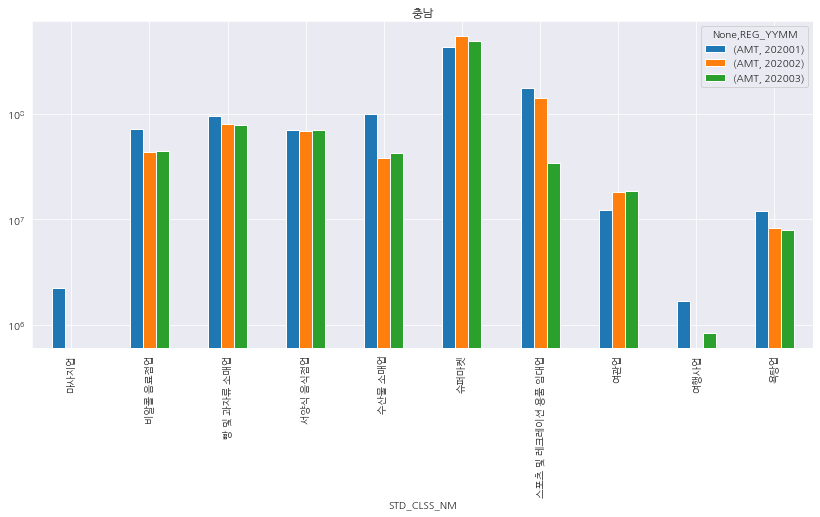 충남
None,REG_YYMM
(AMT, 202001)
(AMT, 202002)
(AMT, 202003)
10⁸
10⁷
10⁶
마사지업
비알콜 음료점업
빵 및 과자류 소매업
서양식 음식점업
수산물 소매업
슈퍼마켓
스포츠 및 레크레이션 용품 임대업
여관업
여행사업
욕탕업
STD_CLSS_NM